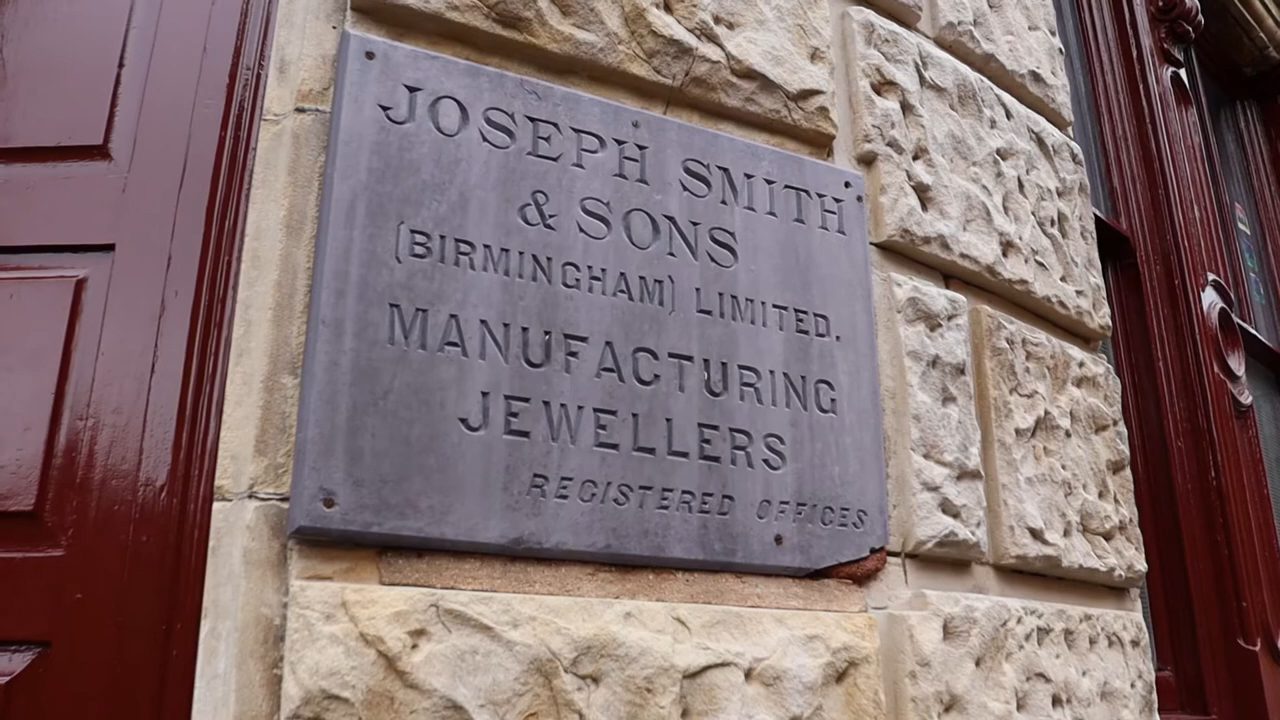 JOSEPH SMITH
& SONS
(BIRMINGHAM) LIMITED.
MANUFACTURING
JEWELLERS
REGISTERED OFFICES